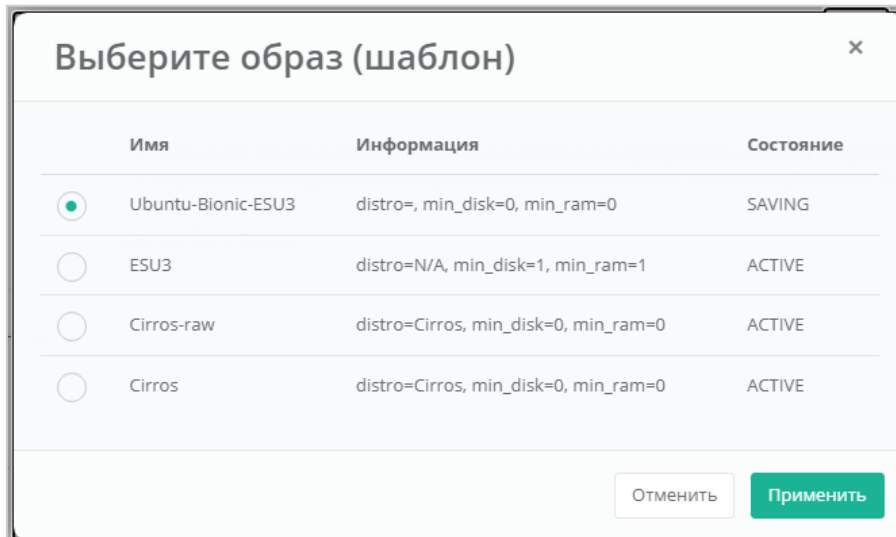 Выберите образ (шаблон) ×
Имя Информация Состояние
Ubuntu-Bionic-ESU3 distro=, min_disk=0, min_ram=0 SAVING
ESU3 distro=N/A, min_disk=1, min_ram=1 ACTIVE
Cirros-raw distro=Cirros, min_disk=0, min_ram=0 ACTIVE
Cirros distro=Cirros, min_disk=0, min_ram=0 ACTIVE
Отменить Применить